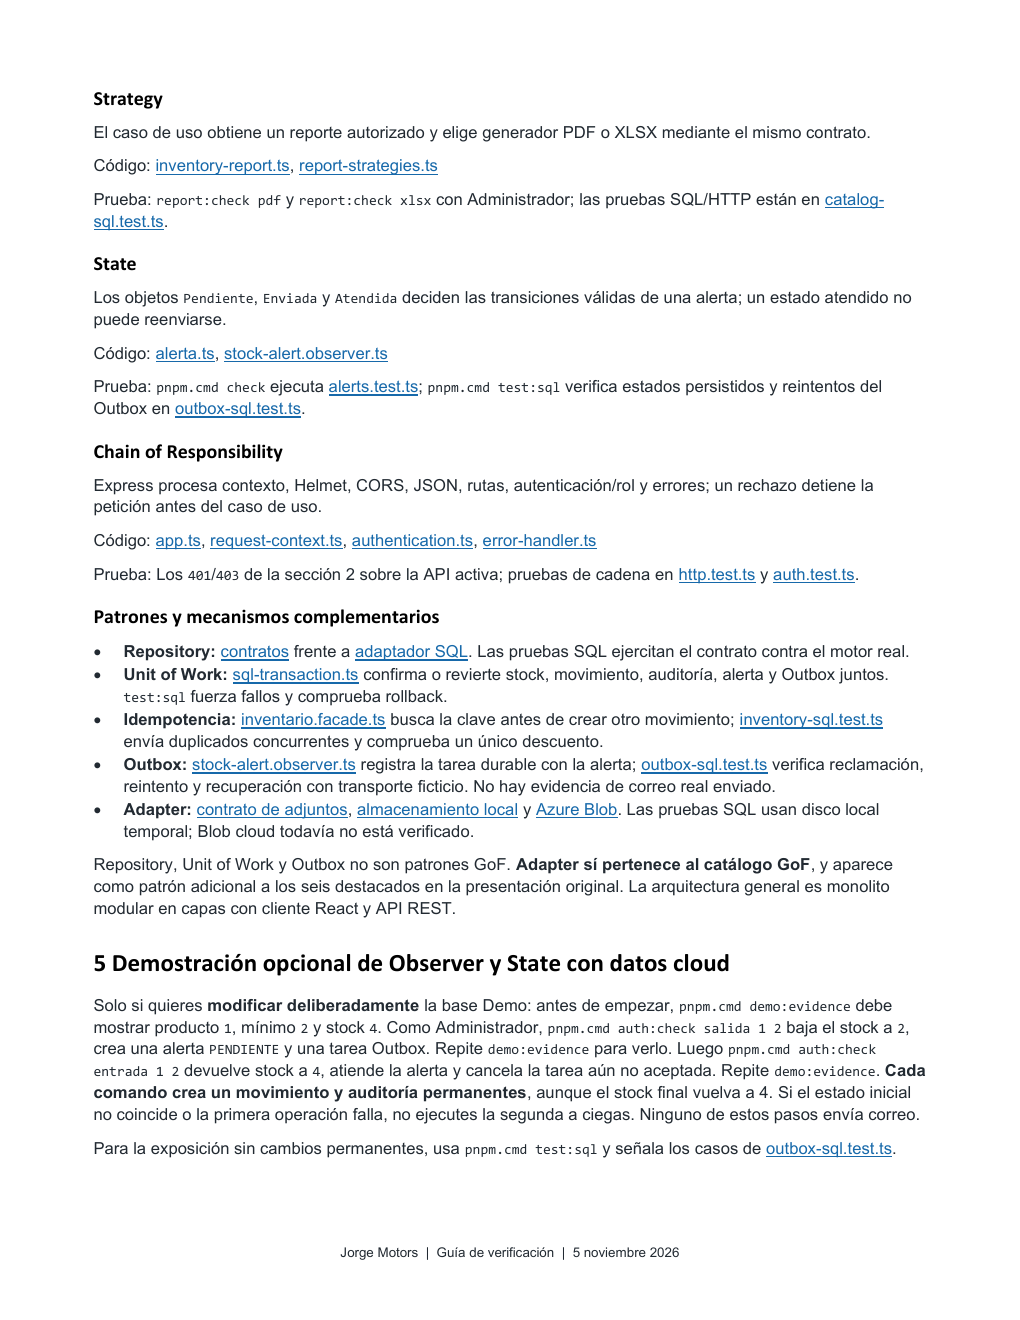 Strategy
El caso de uso obtiene un reporte autorizado y elige generador PDF o XLSX mediante el mismo contrato.
Código: inventory-report.ts, report-strategies.ts
Prueba: report:check pdf y report:check xlsx con Administrador; las pruebas SQL/HTTP están en catalog-
sql.test.ts.
State
Los objetos Pendiente, Enviada y Atendida deciden las transiciones válidas de una alerta; un estado atendido no
puede reenviarse.
Código: alerta.ts, stock-alert.observer.ts
Prueba: pnpm.cmd check ejecuta alerts.test.ts; pnpm.cmd test:sql verifica estados persistidos y reintentos del
Outbox en outbox-sql.test.ts.
Chain of Responsibility
Express procesa contexto, Helmet, CORS, JSON, rutas, autenticación/rol y errores; un rechazo detiene la
petición antes del caso de uso.
Código: app.ts, request-context.ts, authentication.ts, error-handler.ts
Prueba: Los 401/403 de la sección 2 sobre la API activa; pruebas de cadena en http.test.ts y auth.test.ts.
Patrones y mecanismos complementarios
• Repository: contratos frente a adaptador SQL. Las pruebas SQL ejercitan el contrato contra el motor real.
• Unit of Work: sql-transaction.ts confirma o revierte stock, movimiento, auditoría, alerta y Outbox juntos.
test:sql fuerza fallos y comprueba rollback.
• Idempotencia: inventario.facade.ts busca la clave antes de crear otro movimiento; inventory-sql.test.ts
envía duplicados concurrentes y comprueba un único descuento.
• Outbox: stock-alert.observer.ts registra la tarea durable con la alerta; outbox-sql.test.ts verifica reclamación,
reintento y recuperación con transporte ficticio. No hay evidencia de correo real enviado.
• Adapter: contrato de adjuntos, almacenamiento local y Azure Blob. Las pruebas SQL usan disco local
temporal; Blob cloud todavía no está verificado.
Repository, Unit of Work y Outbox no son patrones GoF. Adapter sí pertenece al catálogo GoF, y aparece
como patrón adicional a los seis destacados en la presentación original. La arquitectura general es monolito
modular en capas con cliente React y API REST.
5 Demostración opcional de Observer y State con datos cloud
Solo si quieres modificar deliberadamente la base Demo: antes de empezar, pnpm.cmd demo:evidence debe
mostrar producto 1, mínimo 2 y stock 4. Como Administrador, pnpm.cmd auth:check salida 1 2 baja el stock a 2,
crea una alerta PENDIENTE y una tarea Outbox. Repite demo:evidence para verlo. Luego pnpm.cmd auth:check
entrada 1 2 devuelve stock a 4, atiende la alerta y cancela la tarea aún no aceptada. Repite demo:evidence. Cada
comando crea un movimiento y auditoría permanentes, aunque el stock final vuelva a 4. Si el estado inicial
no coincide o la primera operación falla, no ejecutes la segunda a ciegas. Ninguno de estos pasos envía correo.
Para la exposición sin cambios permanentes, usa pnpm.cmd test:sql y señala los casos de outbox-sql.test.ts.
Jorge Motors | Guía de verificación | 5 noviembre 2026